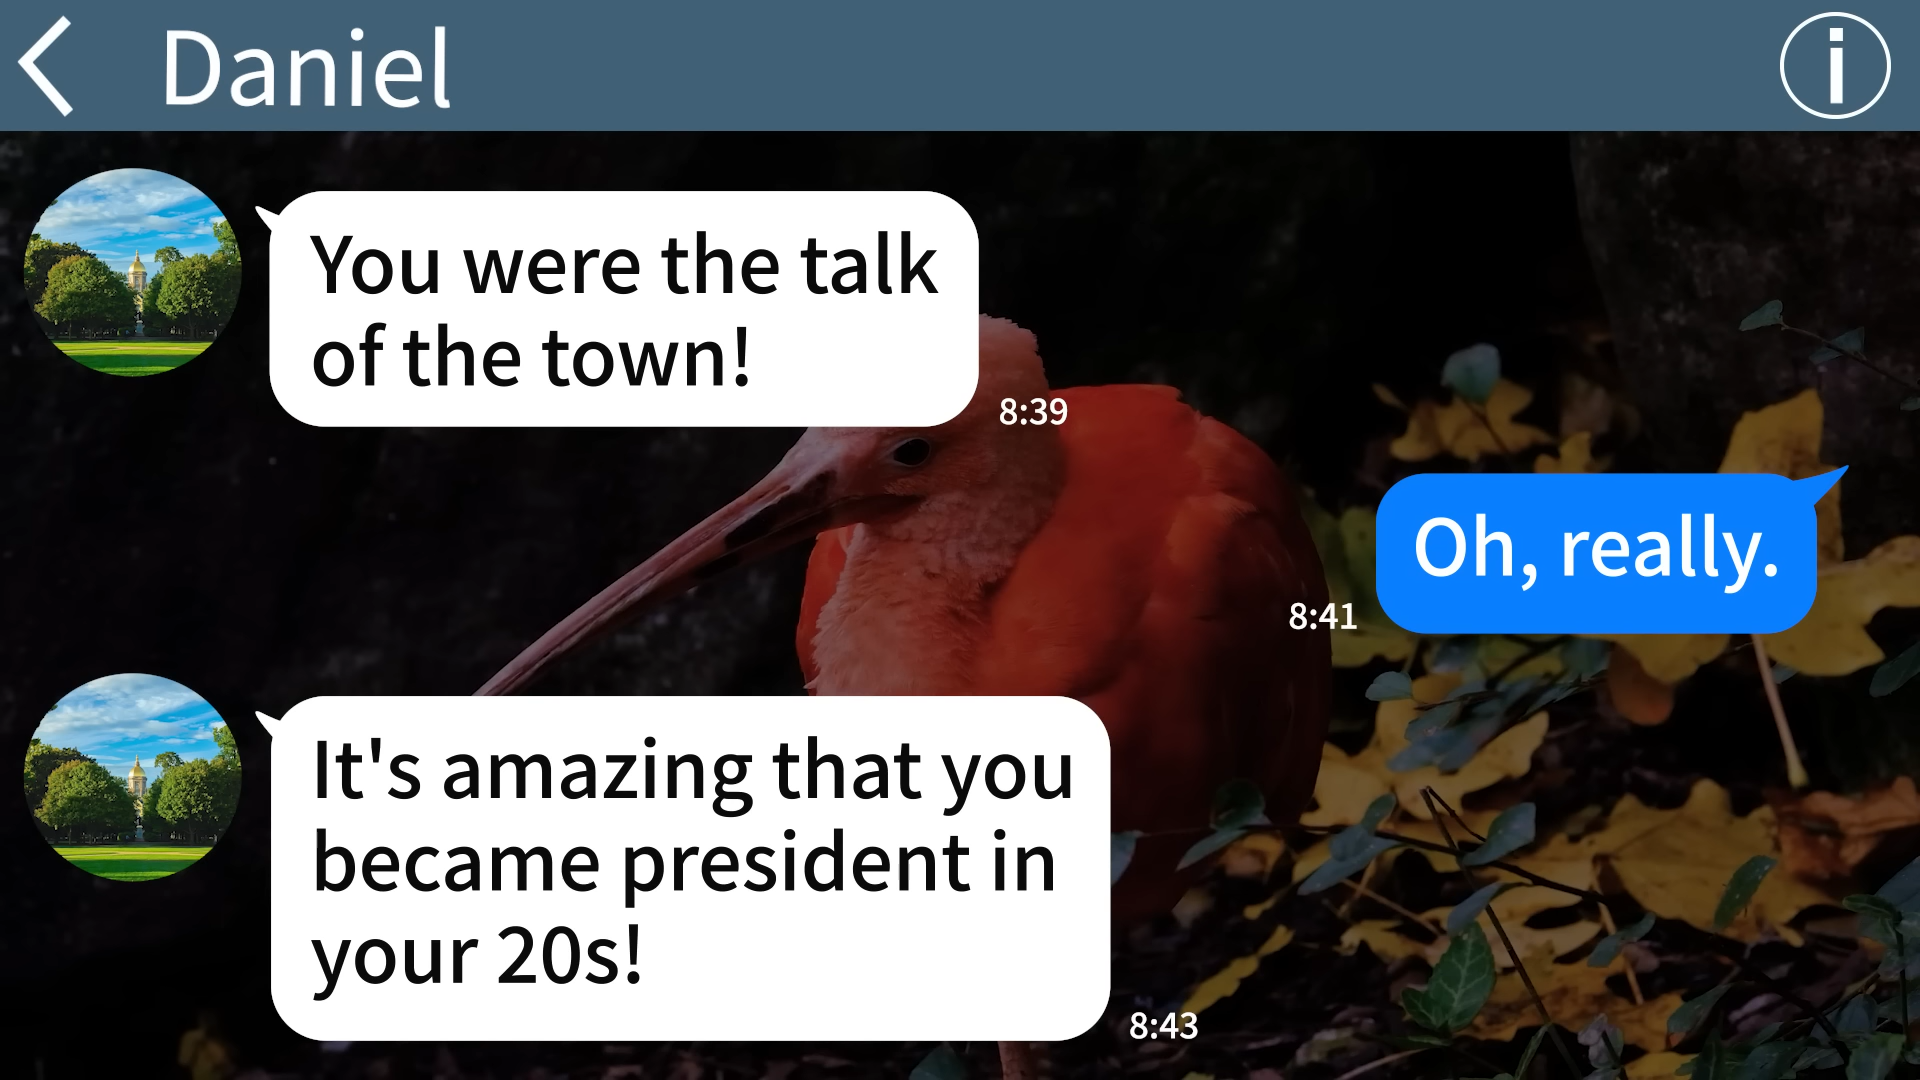 Daniel
You were the talk
of the town!
8:39
Oh, really.
8:41
It's amazing that you
became president in
your 20s!
8:43